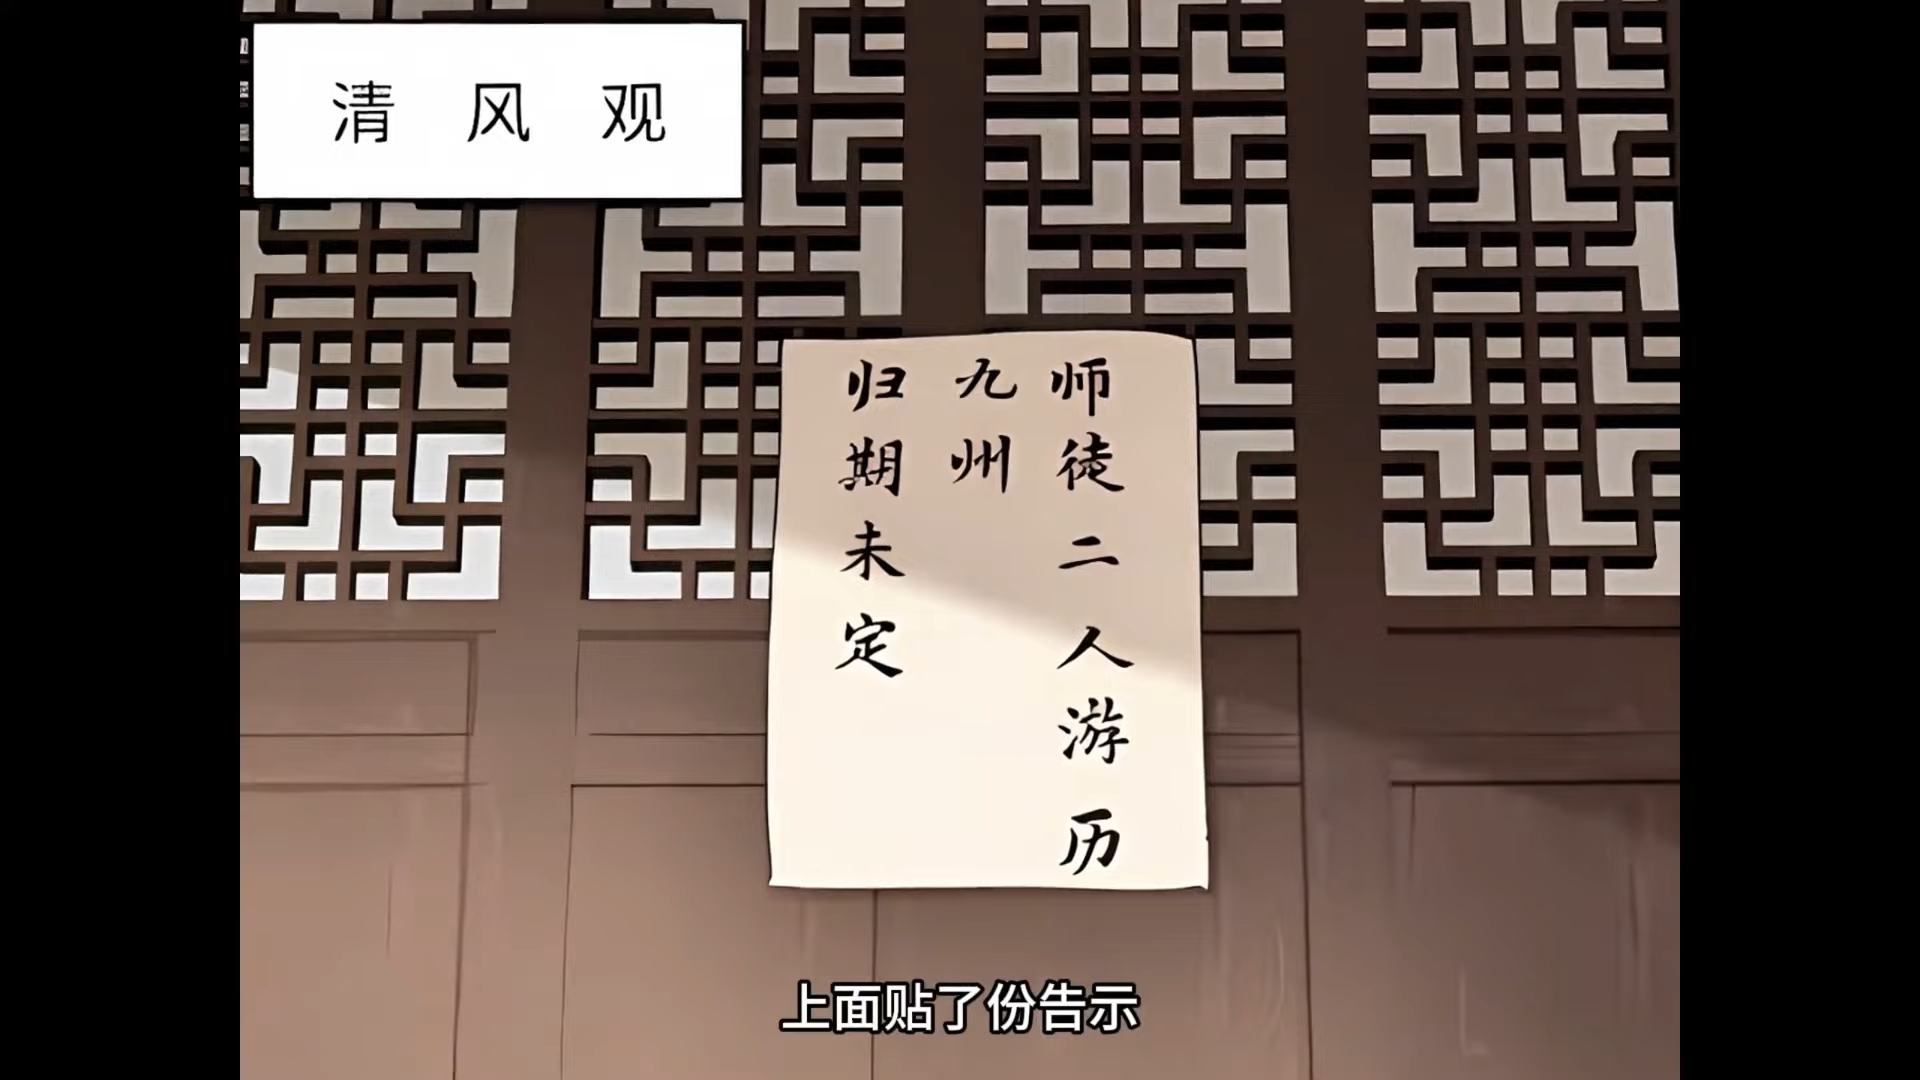 清风观
师徒二人游历
九州
归期未定
上面贴了份告示